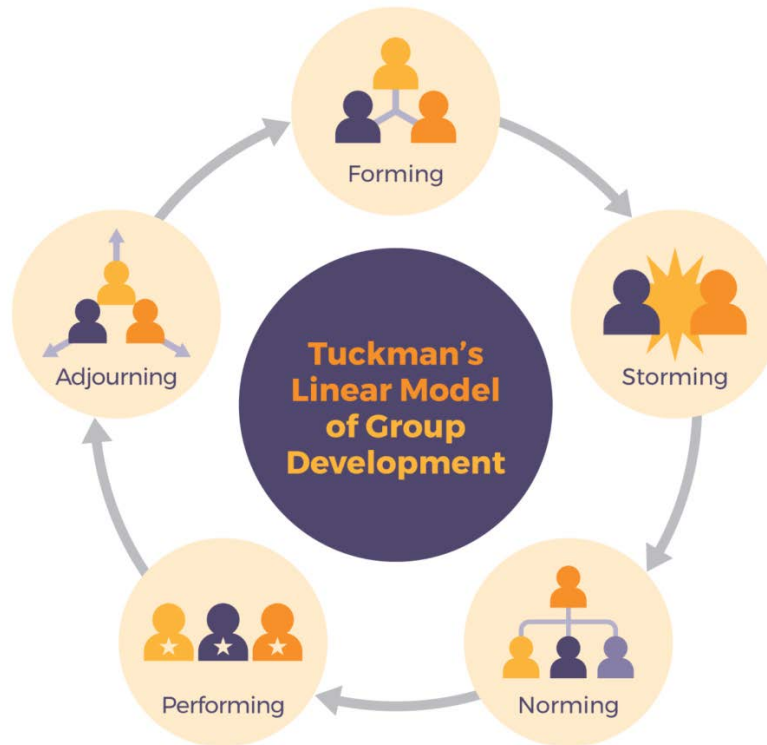 Tuckman’s
Linear Model
of Group
Development
Forming
Storming
Norming
Performing
Adjourning